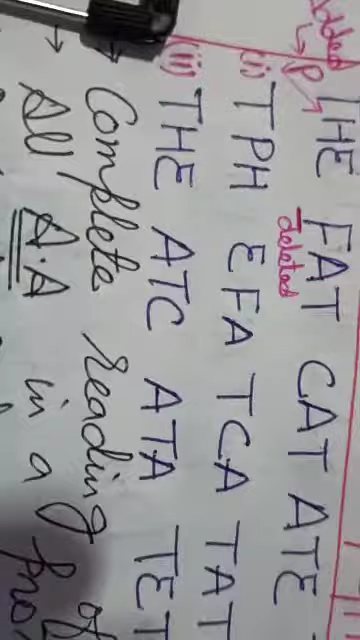 added
P
THE FAT CAT ATE
deleted
(i) TPH EFA TCA TAT
(ii) THE ATC ATA TET
→ Complete reading of
→ All A.A in a